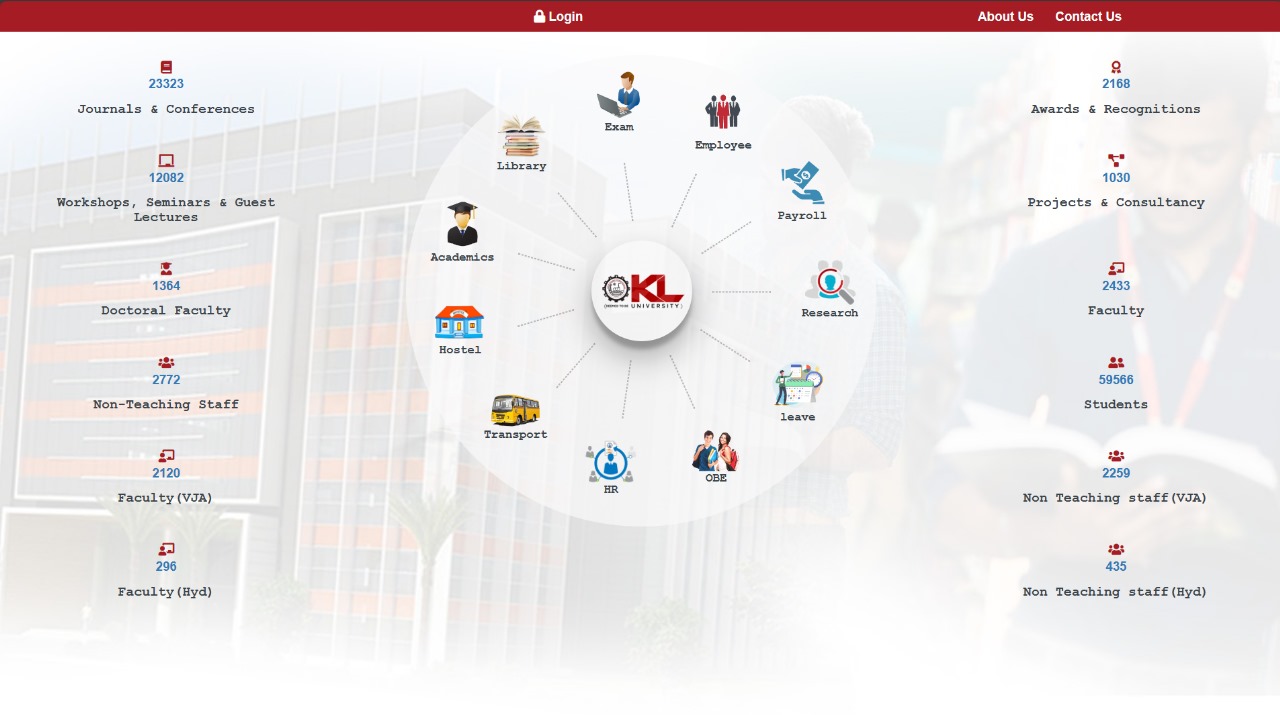 Login
About Us
Contact Us
23323
Journals & Conferences
12082
Workshops, Seminars & Guest
Lectures
1364
Doctoral Faculty
2772
Non-Teaching Staff
2120
Faculty(VJA)
296
Faculty(Hyd)
Exam
Employee
Library
Payroll
Academics
Research
KL
UNIVERSITY
Hostel
leave
Transport
OBE
HR
2168
Awards & Recognitions
1030
Projects & Consultancy
2433
Faculty
59566
Students
2259
Non Teaching staff(VJA)
435
Non Teaching staff(Hyd)